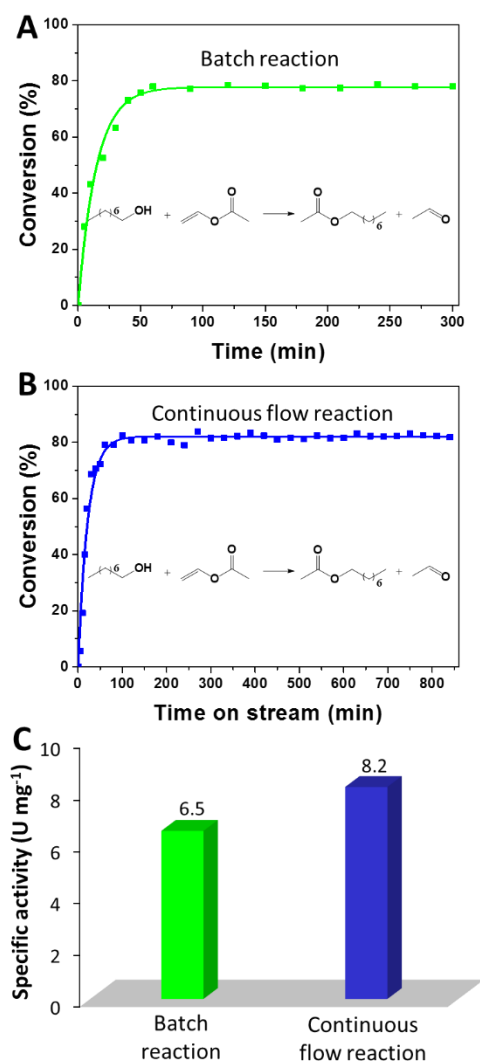 A
Batch reaction
Conversion (%)
100
80
60
40
20
0
6
OH
+
O
O
O
O
6
+
O
0 50 100 150 200 250 300
Time (min)
B
Continuous flow reaction
Conversion (%)
100
80
60
40
20
0
6
OH
+
O
O
O
O
6
+
O
0 100 200 300 400 500 600 700 800
Time on stream (min)
C
Specific activity (U mg⁻¹)
10
8
6
4
2
0
6.5
8.2
Batch
reaction
Continuous
flow reaction